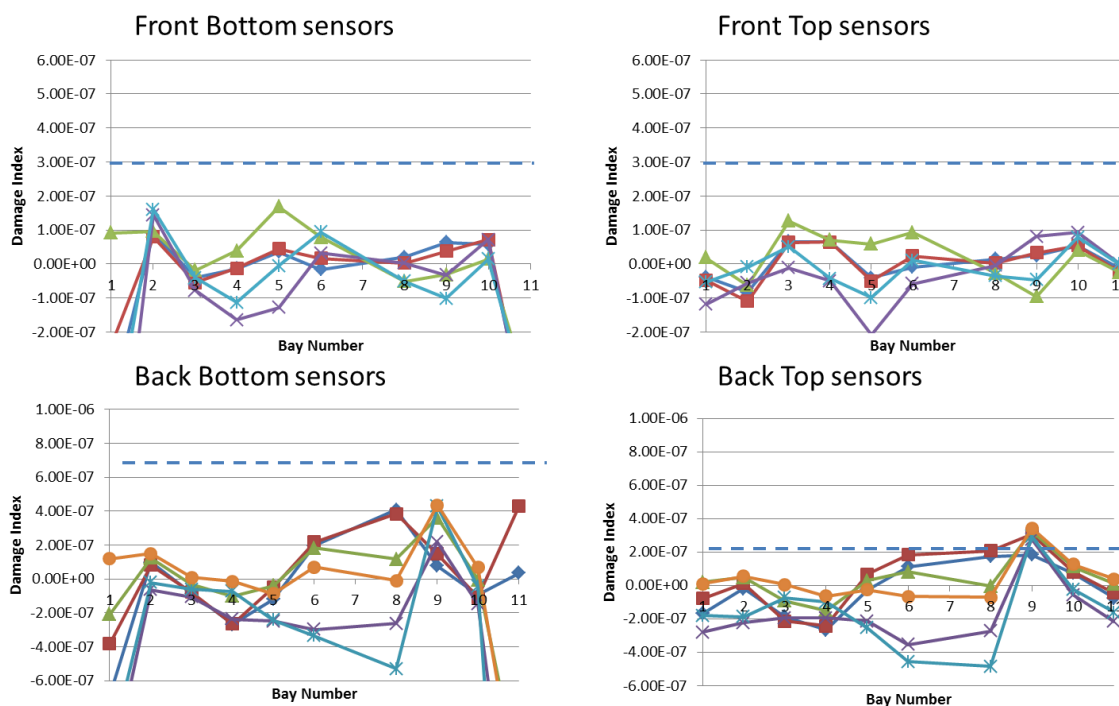 Front Bottom sensors
6.00E-07
5.00E-07
4.00E-07
3.00E-07
2.00E-07
1.00E-07
0.00E+00
-1.00E-07
-2.00E-07
Damage Index
1 2 3 4 5 6 7 8 9 10 11
Bay Number
Front Top sensors
6.00E-07
5.00E-07
4.00E-07
3.00E-07
2.00E-07
1.00E-07
0.00E+00
-1.00E-07
-2.00E-07
Damage Index
1 2 3 4 5 6 7 8 9 10
Bay Number
Back Bottom sensors
1.00E-06
8.00E-07
6.00E-07
4.00E-07
2.00E-07
0.00E+00
-2.00E-07
-4.00E-07
-6.00E-07
Damage Index
1 2 3 4 5 6 7 8 9 10 11
Bay Number
Back Top sensors
1.00E-06
8.00E-07
6.00E-07
4.00E-07
2.00E-07
0.00E+00
-2.00E-07
-4.00E-07
-6.00E-07
Damage Index
1 2 3 4 5 6 7 8 9 10
Bay Number